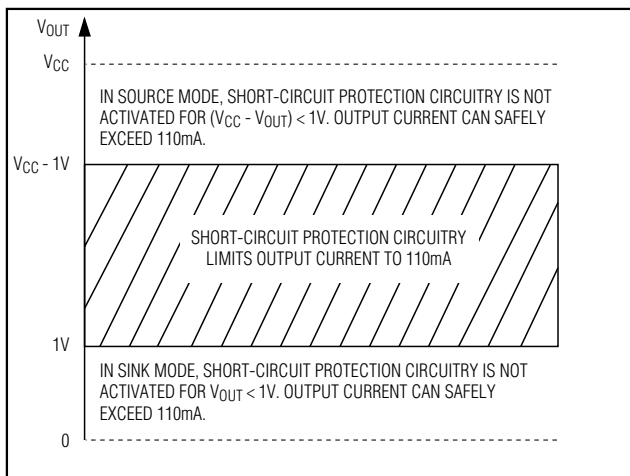 VOUT
VCC
IN SOURCE MODE, SHORT-CIRCUIT PROTECTION CIRCUITRY IS NOT
ACTIVATED FOR (VCC - VOUT) < 1V. OUTPUT CURRENT CAN SAFELY
EXCEED 110mA.
VCC - 1V
SHORT-CIRCUIT PROTECTION CIRCUITRY
LIMITS OUTPUT CURRENT TO 110mA
1V
IN SINK MODE, SHORT-CIRCUIT PROTECTION CIRCUITRY IS NOT
ACTIVATED FOR VOUT < 1V. OUTPUT CURRENT CAN SAFELY
EXCEED 110mA.
0